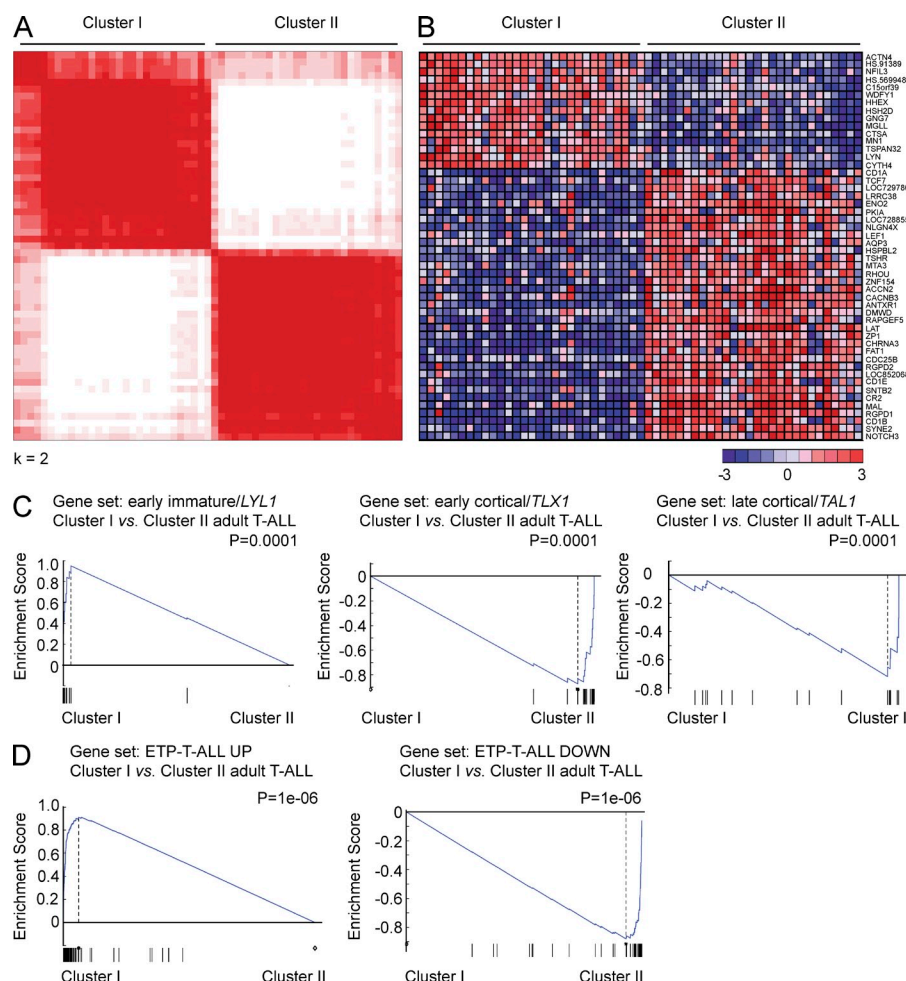 A
Cluster I
Cluster II
k = 2
B
Cluster I
Cluster II
ACTN4
HS.91389
NFIL3
HS.569948
C15orf39
WDFY1
HHEX
HSH2D
GNG7
MGLL
CTSA
MN1
TSPAN32
LYN
CYTH4
CD1A
TCF7
LOC729786
LRRC38
ENO2
PKIA
LOC728855
NLGN4X
LEF1
AQP3
HSPBL2
TSHR
MTA3
RHOU
ZNF154
ACCN2
CACNB3
ANTXR1
DMWD
RAPGEF5
LAT
ZP1
CHRNA3
FAT1
CDC25B
RGPD2
CD1E
SNTB2
CR2
MAL
RGPD1
CD1B
SYNE2
NOTCH3
-3 0 3
C
Gene set: early immature/LYL1
Cluster I vs. Cluster II adult T-ALL
P=0.0001
Enrichment Score
1.0
0.8
0.6
0.4
0.2
0
Cluster I
Cluster II
Gene set: early cortical/TLX1
Cluster I vs. Cluster II adult T-ALL
P=0.0001
Enrichment Score
0
-0.2
-0.4
-0.6
-0.8
Cluster I
Cluster II
Gene set: late cortical/TAL1
Cluster I vs. Cluster II adult T-ALL
P=0.0001
Enrichment Score
0
-0.2
-0.4
-0.6
-0.8
Cluster I
Cluster II
D
Gene set: ETP-T-ALL UP
Cluster I vs. Cluster II adult T-ALL
P=1e-06
Enrichment Score
1.0
0.8
0.6
0.4
0.2
0
Cluster I
Cluster II
Gene set: ETP-T-ALL DOWN
Cluster I vs. Cluster II adult T-ALL
P=1e-06
Enrichment Score
0
-0.2
-0.4
-0.6
-0.8
Cluster I
Cluster II